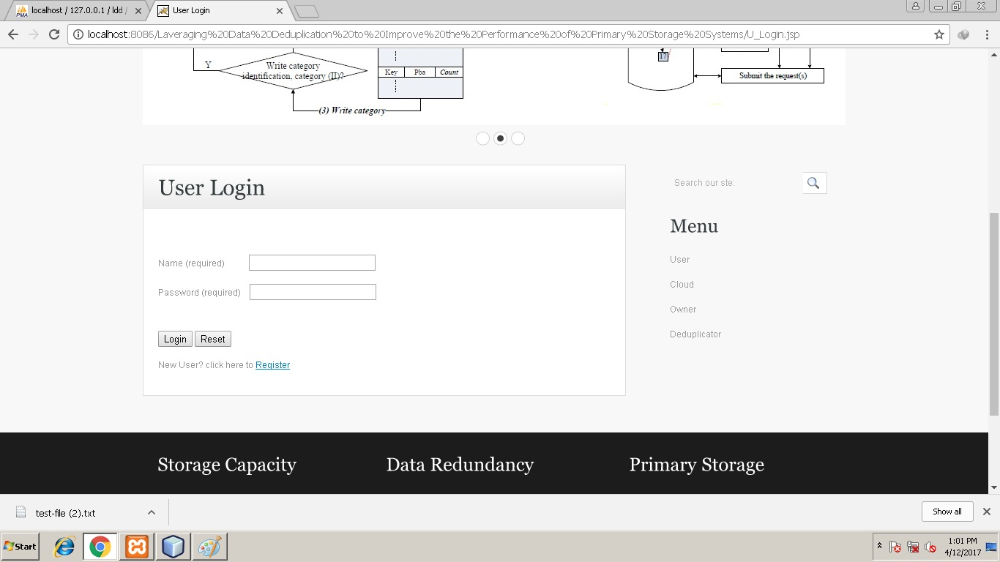 localhost / 127.0.0.1 / ldd /
User Login
localhost:8086/Laveraging%20Data%20Deduplication%20to%20Improve%20the%20Performance%20of%20Primary%20Storage%20Systems/U_Login.jsp
Y
Write category
identification, category (II)?
Key Pba Count
(3) Write category
17
Submit the request(s)
User Login
Search our ste:
Name (required)
Password (required)
Login Reset
New User? click here to Register
Menu
User
Cloud
Owner
Deduplicator
Storage Capacity
Data Redundancy
Primary Storage
test-file (2).txt
Show all
Start
1:01 PM
4/12/2017